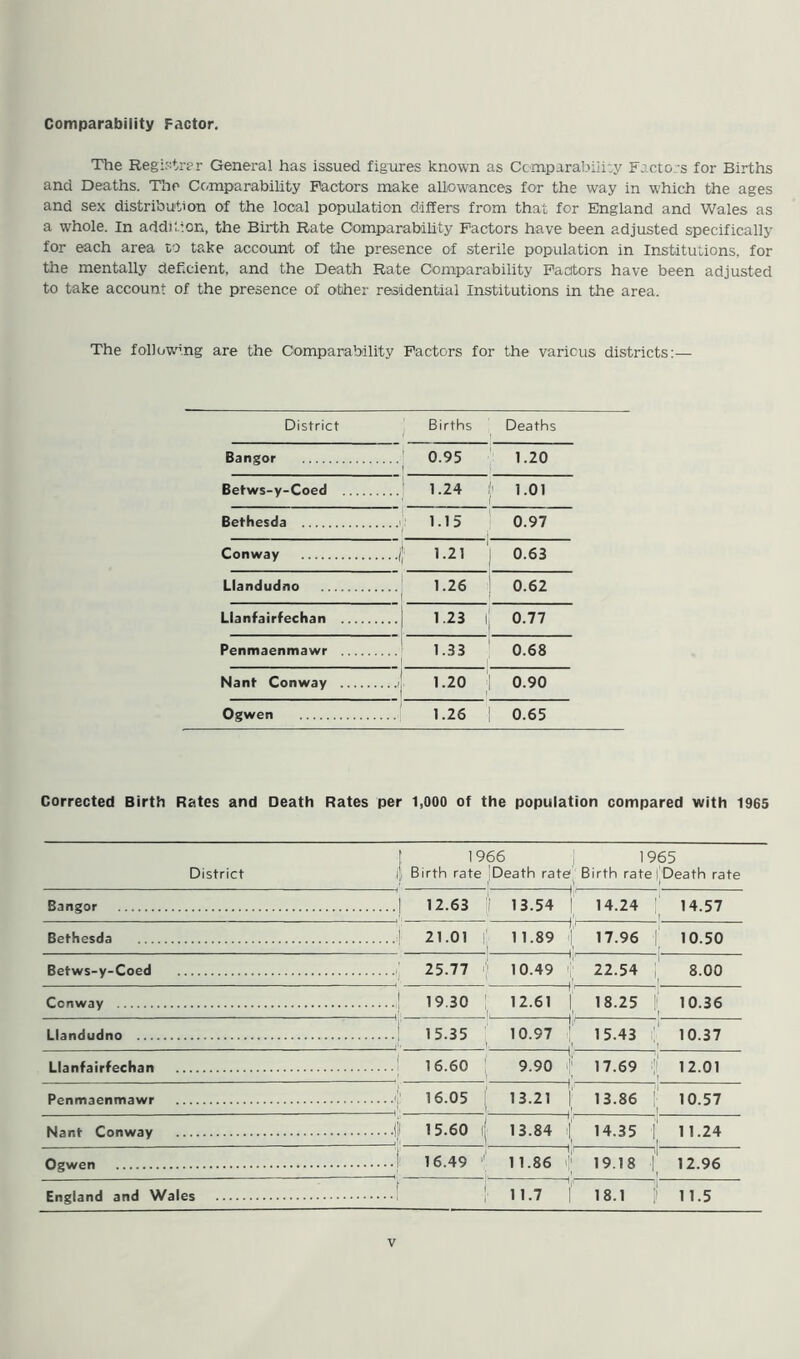 Comparability Factor.
The Registrar General has issued figures known as Comparability Factors for Births
and Deaths. The Comparability Factors make allowances for the way in which the ages
and sex distribution of the local population differs from that for England and Wales as
a whole. In addition, the Birth Rate Comparability Factors have been adjusted specifically
for each area to take account of the presence of sterile population in Institutions, for
the mentally deficient, and the Death Rate Comparability Factors have been adjusted
to take account of the presence of other residential Institutions in the area.
The following are the Comparability Factors for the various districts:—
District Births Deaths
Bangor .................. 0.95 1.20
Betws-y-Coed .......... 1.24 1.01
Bethesda .................. 1.15 0.97
Conway .................. 1.21 0.63
Llandudno .............. 1.26 0.62
Llanfairfechan .......... 1.23 0.77
Penmaenmawr .......... 1.33 0.68
Nant Conway .......... 1.20 0.90
Ogwen .................. 1.26 0.65
Corrected Birth Rates and Death Rates per 1,000 of the population compared with 1965
1966 1965
District Birth rate Death rate Birth rate Death rate
Bangor .................. 12.63 13.54 14.24 14.57
Bethesda .................. 21.01 11.89 17.96 10.50
Betws-y-Coed .................. 25.77 10.49 22.54 8.00
Conway .................. 19.30 12.61 18.25 10.36
Llandudno .................. 15.35 10.97 15.43 10.37
Llanfairfechan .................. 16.60 9.90 17.69 12.01
Penmaenmawr .................. 16.05 13.21 13.86 10.57
Nant Conway .................. 15.60 13.84 14.35 11.24
Ogwen .................. 16.49 11.86 19.18 12.96
England and Wales .................. 11.7 18.1 11.5
v